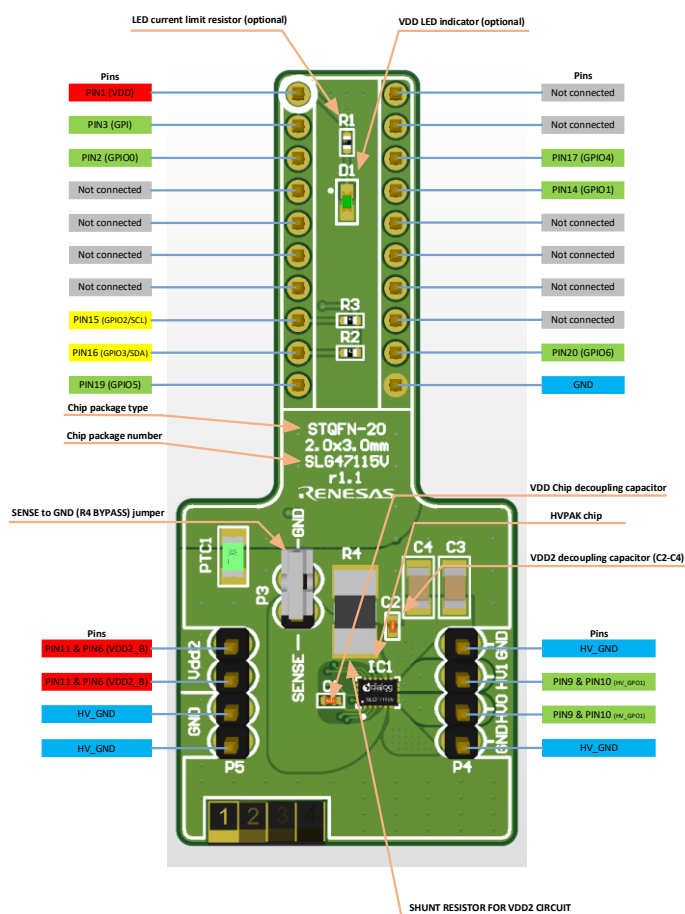 LED current limit resistor (optional)
VDD LED indicator (optional)
Pins
Pins
PIN1 (VDD)
Not connected
PIN3 (GPI)
Not connected
R1
PIN2 (GPIO0)
PIN17 (GPIO4)
D1
Not connected
PIN14 (GPIO1)
Not connected
Not connected
Not connected
Not connected
Not connected
Not connected
R3
PIN15 (GPIO2/SCL)
Not connected
R2
PIN16 (GPIO3/SDA)
PIN20 (GPIO6)
PIN19 (GPIO5)
GND
Chip package type
STQFN-20
Chip package number
2.0x3.0mm
SLG47115V
r1.1
RENESAS
VDD Chip decoupling capacitor
SENSE to GND (R4 BYPASS) jumper
HVPAK chip
GND
PTC1
R4
C4
C3
VDD2 decoupling capacitor (C2-C4)
P3
C2
Pins
Pins
PIN11 & PIN6 (VDD2_B)
Vdd2
GND
HV_GND
IC1
PIN11 & PIN6 (VDD2_B)
SENSE
HV1
PIN9 & PIN10 (HV_GPO1)
dialog
HV_GND
GND
HV0
PIN9 & PIN10 (HV_GPO1)
HV_GND
GND
HV_GND
P5
P4
1 2 3 4
SHUNT RESISTOR FOR VDD2 CIRCUIT